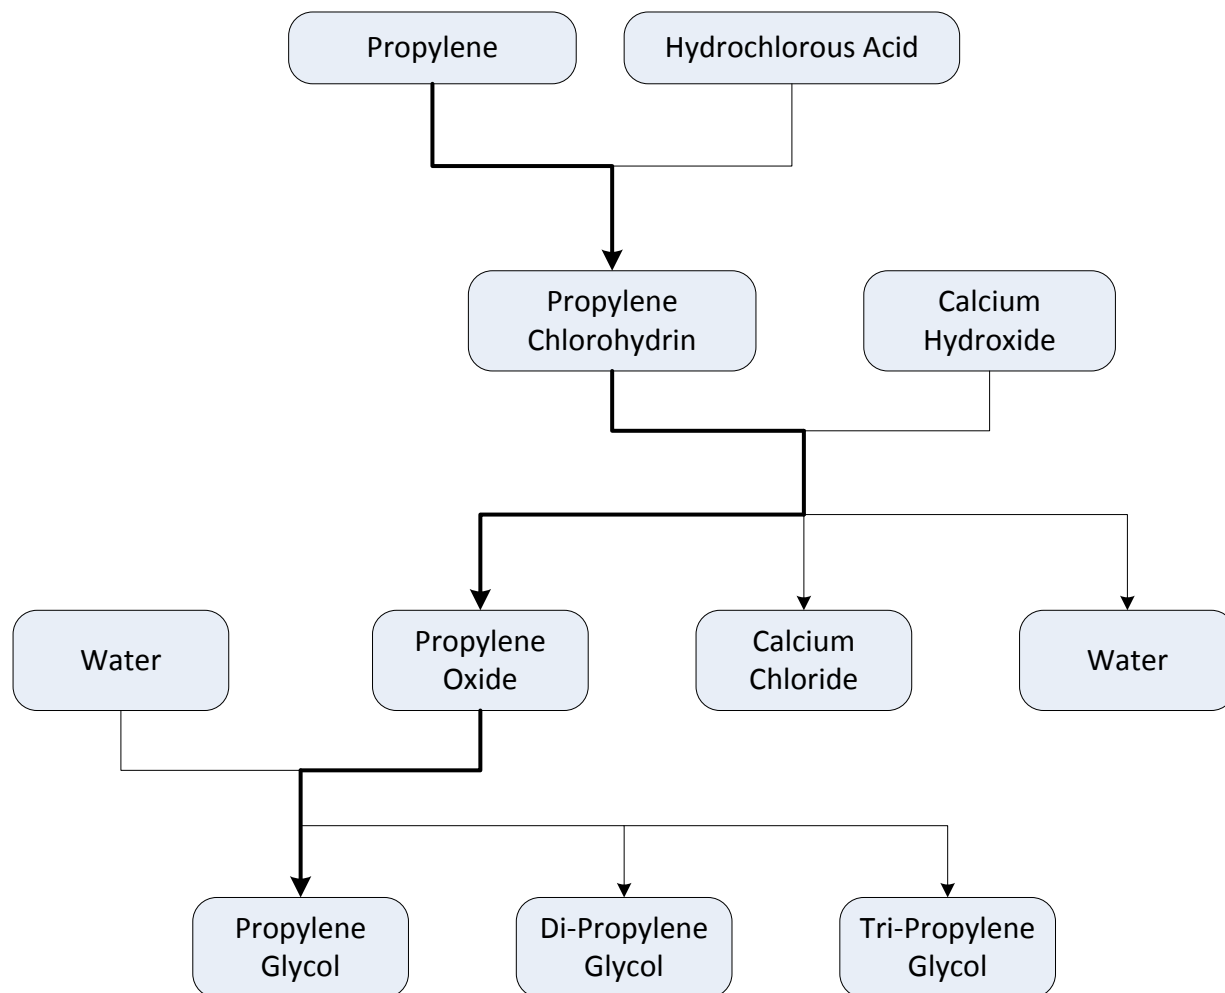 Propylene
Hydrochlorous Acid
Propylene
Chlorohydrin
Calcium
Hydroxide
Water
Propylene
Oxide
Calcium
Chloride
Water
Propylene
Glycol
Di-Propylene
Glycol
Tri-Propylene
Glycol